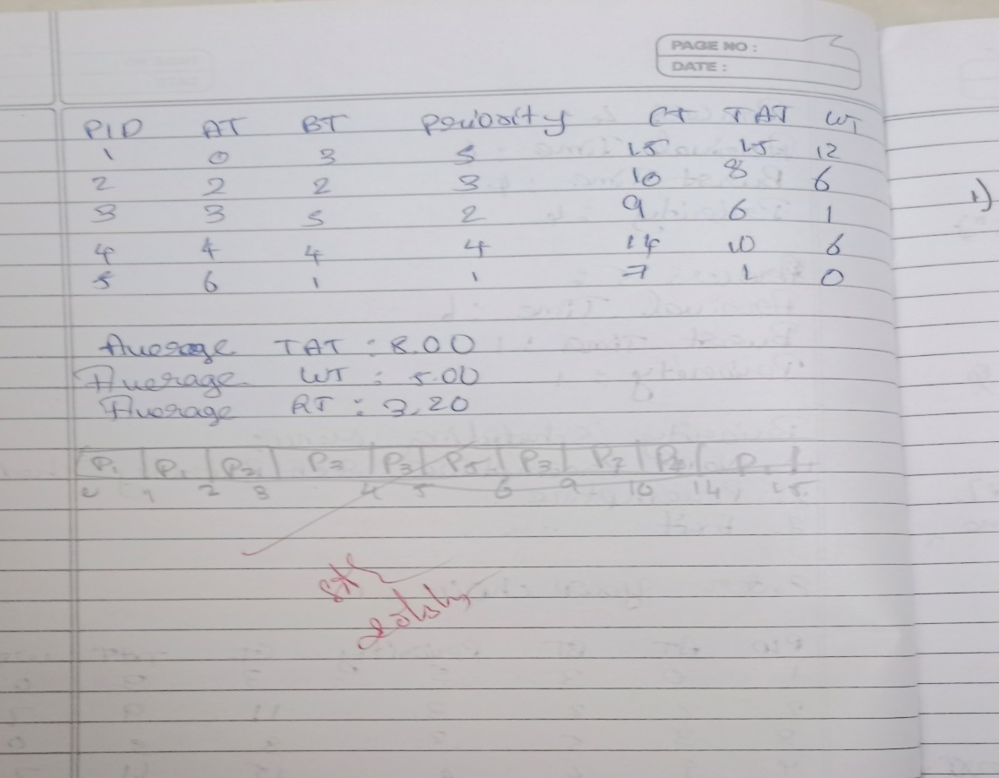 PAGE NO :
DATE :
PID AT BT Priority CT TAT WT
1 0 3 5 15 15 12
2 2 2 3 10 8 6
3 3 5 2 9 6 1
4 4 4 4 14 10 6
5 6 1 1 7 1 0
1)
Average TAT : 8.00
Average WT : 5.00
Average RT : 3.20
P1 P1 P2 P3 P3 P5 P3 P2 P4 P1
0 1 2 3 4 5 6 9 10 14 15